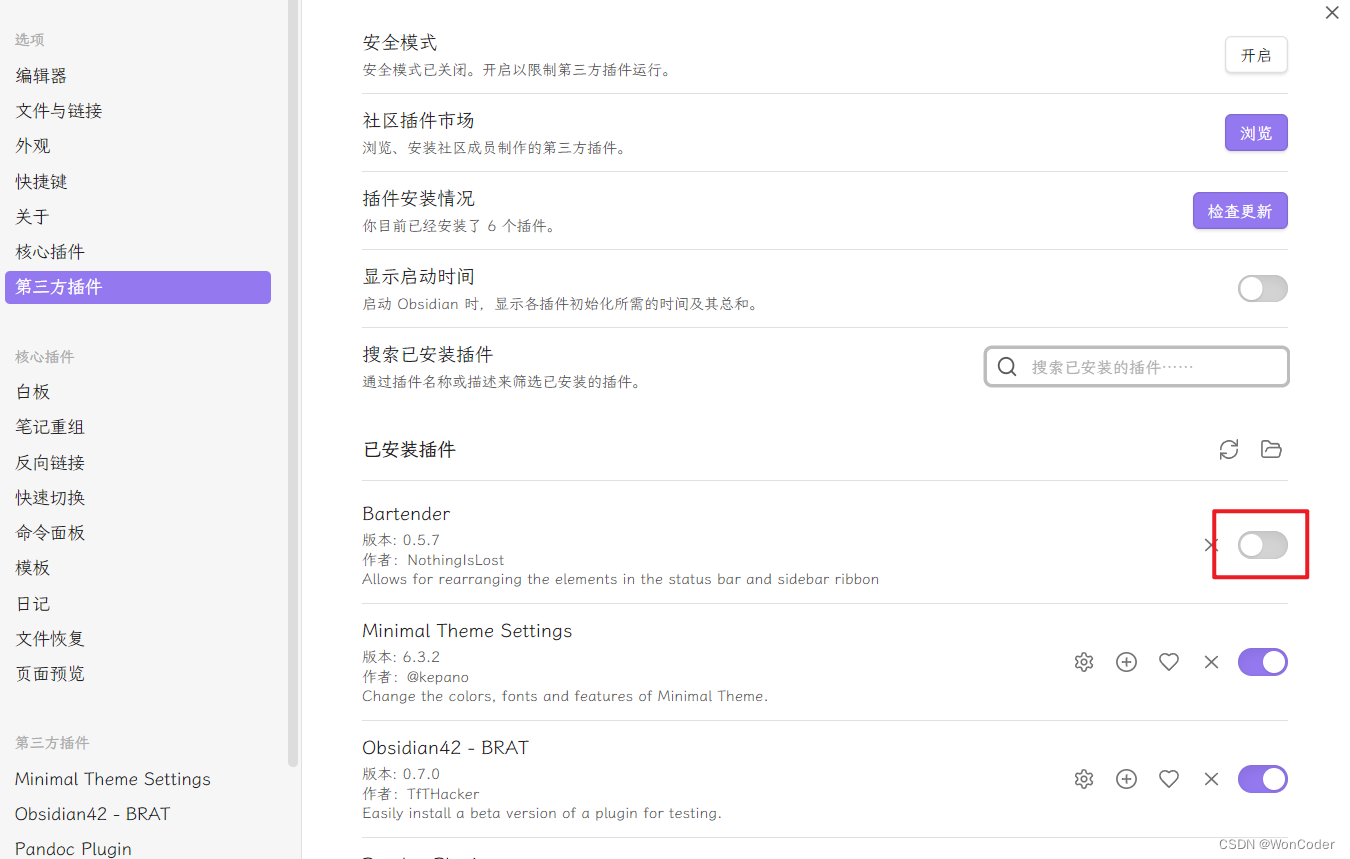 选项
编辑器
文件与链接
外观
快捷键
关于
核心插件
第三方插件
核心插件
白板
笔记重组
反向链接
快速切换
命令面板
模板
日记
文件恢复
页面预览
第三方插件
Minimal Theme Settings
Obsidian42 - BRAT
Pandoc Plugin
安全模式
安全模式已关闭。开启以限制第三方插件运行。
开启
社区插件市场
浏览、安装社区成员制作的第三方插件。
浏览
插件安装情况
你目前已经安装了 6 个插件。
检查更新
显示启动时间
启动 Obsidian 时，显示各插件初始化所需的时间及其总和。
搜索已安装插件
通过插件名称或描述来筛选已安装的插件。
搜索已安装的插件……
已安装插件
Bartender
版本: 0.5.7
作者：NothingIsLost
Allows for rearranging the elements in the status bar and sidebar ribbon
Minimal Theme Settings
版本: 6.3.2
作者：@kepano
Change the colors, fonts and features of Minimal Theme.
Obsidian42 - BRAT
版本: 0.7.0
作者：TfTHacker
Easily install a beta version of a plugin for testing.
CSDN @WonCoder